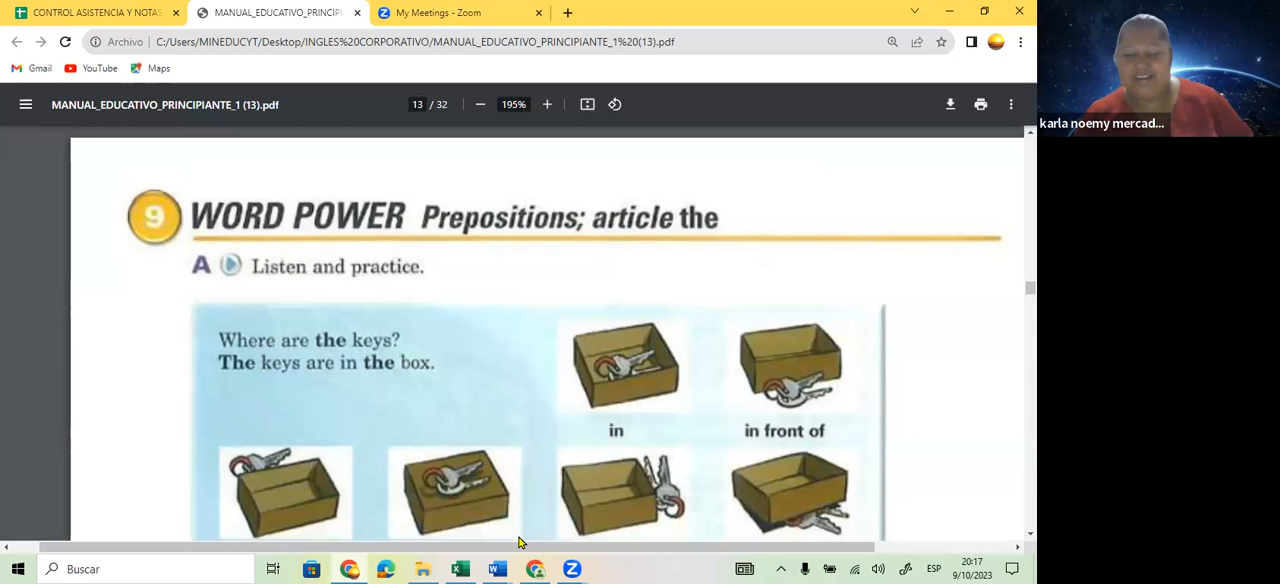 CONTROL ASISTENCIA Y NOTAS
MANUAL_EDUCATIVO_PRINCIPI
My Meetings - Zoom
Archivo
C:/Users/MINEDUCYT/Desktop/INGLES%20CORPORATIVO/MANUAL_EDUCATIVO_PRINCIPIANTE_1%20(13).pdf
Gmail
YouTube
Maps
MANUAL_EDUCATIVO_PRINCIPIANTE_1 (13).pdf
13 / 32
195%
karla noemy mercad...
9 WORD POWER Prepositions; article the
A Listen and practice.
Where are the keys?
The keys are in the box.
in
in front of
Buscar
ESP
20:17
9/10/2023